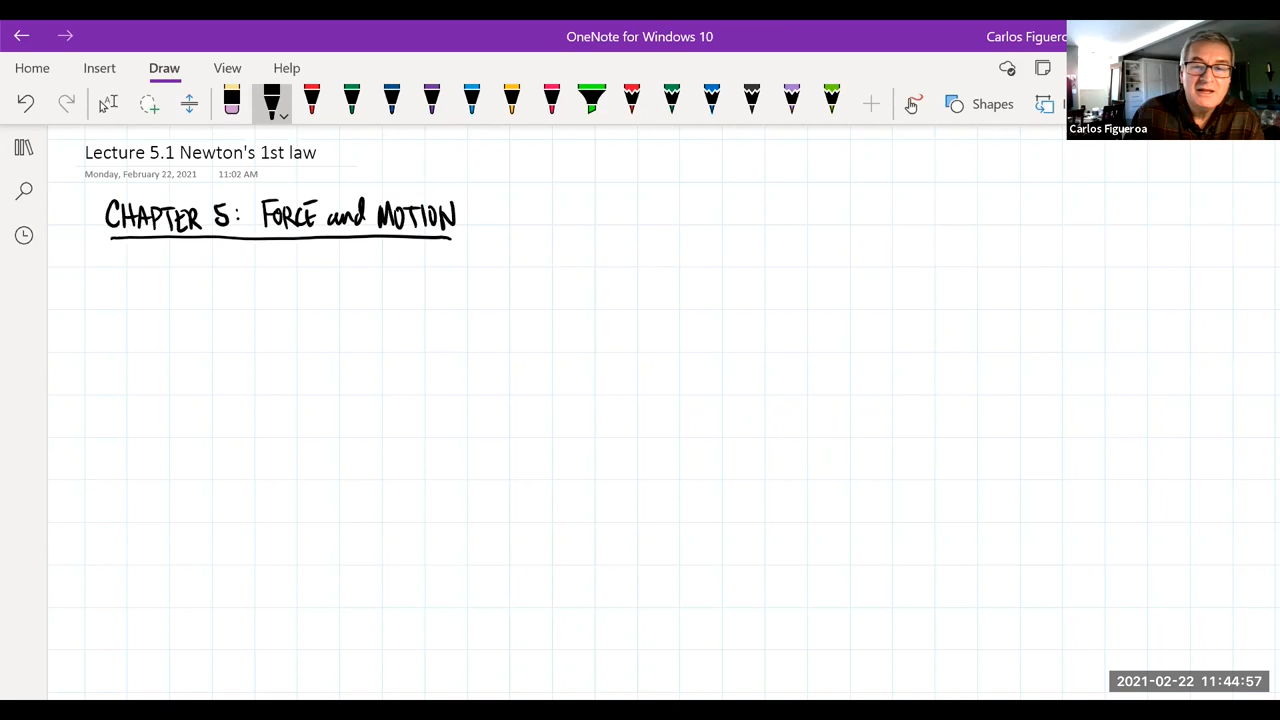 OneNote for Windows 10
Carlos Figuero
Home Insert Draw View Help
Shapes
Carlos Figueroa
Lecture 5.1 Newton's 1st law
Monday, February 22, 2021 11:02 AM
CHAPTER 5: FORCE and MOTION
2021-02-22 11:44:57